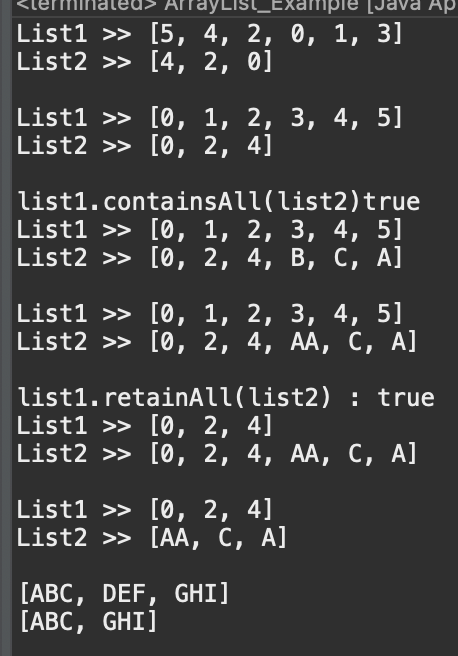 <terminated> ArrayList_Example [Java Ap
List1 >> [5, 4, 2, 0, 1, 3]
List2 >> [4, 2, 0]
List1 >> [0, 1, 2, 3, 4, 5]
List2 >> [0, 2, 4]
list1.containsAll(list2)true
List1 >> [0, 1, 2, 3, 4, 5]
List2 >> [0, 2, 4, B, C, A]
List1 >> [0, 1, 2, 3, 4, 5]
List2 >> [0, 2, 4, AA, C, A]
list1.retainAll(list2) : true
List1 >> [0, 2, 4]
List2 >> [0, 2, 4, AA, C, A]
List1 >> [0, 2, 4]
List2 >> [AA, C, A]
[ABC, DEF, GHI]
[ABC, GHI]